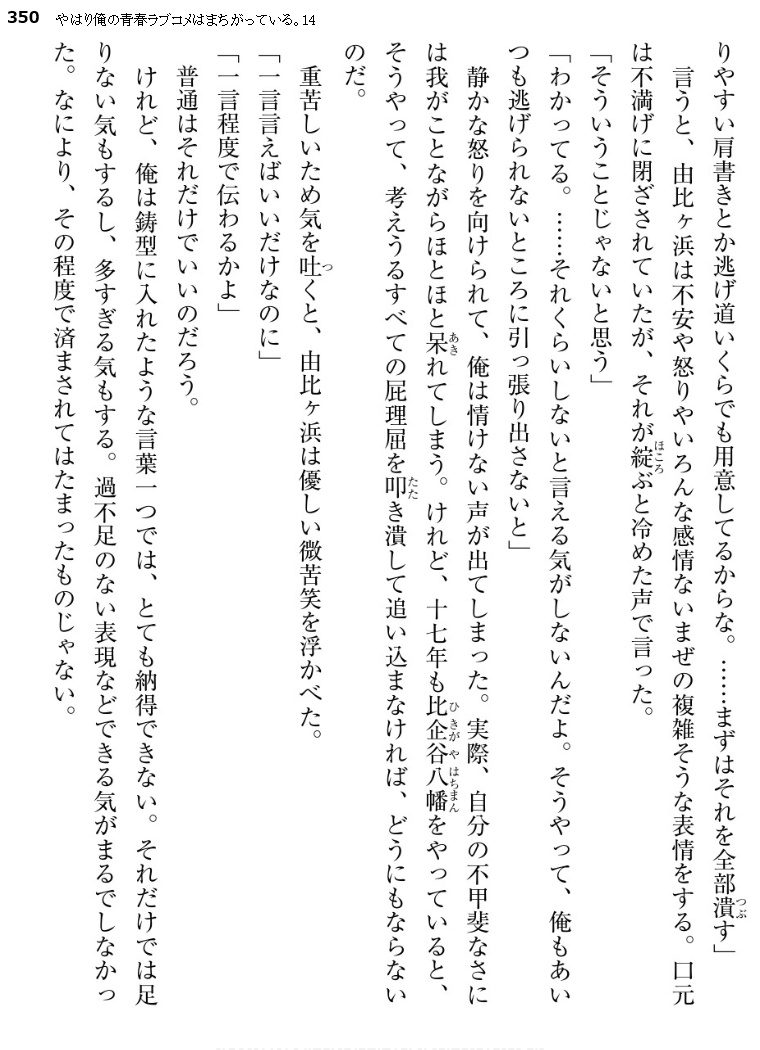 350 やはり俺の青春ラブコメはまちがっている。14
りやすい肩書きとか逃げ道いくらでも用意してるからな。……まずはそれを全部潰す」
言うと、由比ヶ浜は不安や怒りやいろんな感情ないまぜの複雑そうな表情をする。口元
は不満げに閉ざされていたが、それが綻ぶと冷めた声で言った。
「そういうことじゃないと思う」
「わかってる。……それくらいしないと言える気がしないんだよ。そうやって、俺もあい
つも逃げられないところに引っ張り出さないと」
静かな怒りを向けられて、俺は情けない声が出てしまった。実際、自分の不甲斐なさに
は我がことながらほとほと呆れてしまう。けれど、十七年も比企谷八幡をやっていると、
そうやって、考えうるすべての屁理屈を叩き潰して追い込まなければ、どうにもならない
のだ。
重苦しいため気を吐くと、由比ヶ浜は優しい微苦笑を浮かべた。
「一言言えばいいだけなのに」
「一言程度で伝わるかよ」
普通はそれだけでいいのだろう。
けれど、俺は鋳型に入れたような言葉一つでは、とても納得できない。それだけでは足
りない気もするし、多すぎる気もする。過不足のない表現などできる気がまるでしなかっ
た。なにより、その程度で済まされてはたまったものじゃない。